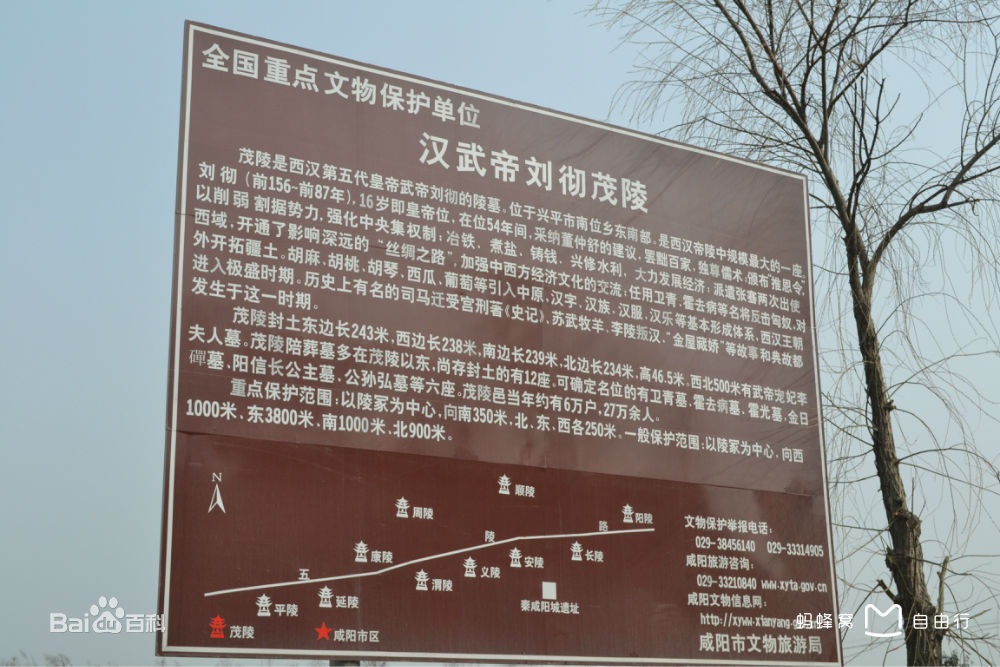 全国重点文物保护单位
汉武帝刘彻茂陵
茂陵是西汉第五代皇帝武帝刘彻的陵墓。位于兴平市南位乡东南部。是西汉帝陵中规模最大的一座。
刘彻（前156~前87年），16岁即皇帝位，在位54年间，采纳董仲舒的建议，罢黜百家，独尊儒术；颁布“推恩令”
以削弱割据势力，强化中央集权制；冶铁、煮盐、铸钱、兴修水利，大力发展经济；派遣张骞两次出使
西域，开通了影响深远的“丝绸之路”，加强中西方经济文化的交流；任用卫青、霍去病等名将反击匈奴，对
外开拓疆土。胡麻、胡桃、胡琴、西瓜、葡萄等引入中原，汉字、汉族、汉服、汉乐等基本形成体系，西汉王朝
进入极盛时期。历史上有名的司马迁受宫刑著《史记》、苏武牧羊、李陵叛汉、“金屋藏娇”等故事和典故都
发生于这一时期。
茂陵封土东边长243米，西边长238米，南边长239米，北边长234米，高46.5米。西北500米有武帝宠妃李
夫人墓。茂陵陪葬墓多在茂陵以东，尚存封土的有12座。可确定名位的有卫青墓、霍去病墓、霍光墓、金日
磾墓、阳信长公主墓、公孙弘墓等六座。茂陵邑当年约有6万户，27万余人。
重点保护范围：以陵冢为中心，向南350米，北、东、西各250米。一般保护范围：以陵冢为中心，向西
1000米、东3800米、南1000米、北900米。
N
顺陵
周陵
阳陵
五 陵 路
康陵
长陵
安陵
义陵
渭陵
延陵
平陵
茂陵
秦咸阳城遗址
咸阳市区
文物保护举报电话：
029-38456140 029-33314905
咸阳旅游咨询：
029-33210840 www.xyta.gov.cn
咸阳文物信息网：
http://xyww.xianyang.
咸阳市文物旅游局
Bai百科
蚂蜂窝 自由行